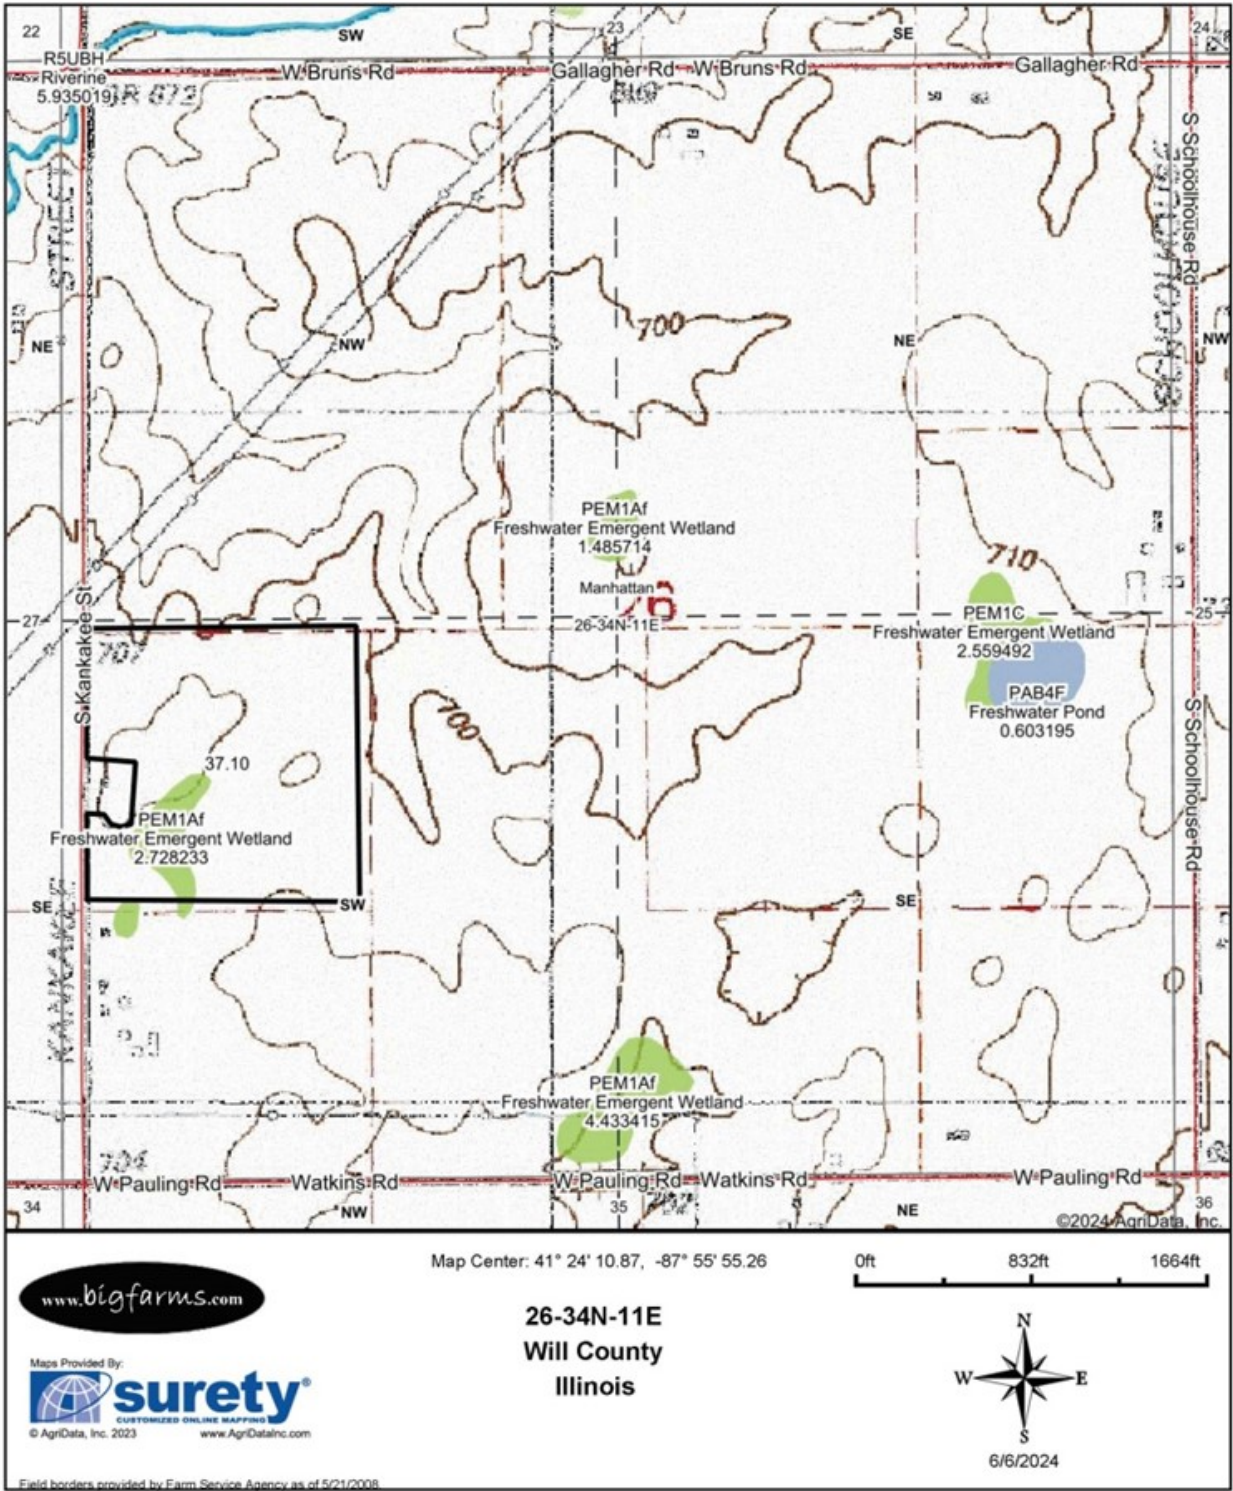 22
SW
23
SE
24
R5UBH
Riverine
5.935019
W Bruns Rd
Gallagher Rd
W Bruns Rd
Gallagher Rd
S Schoolhouse Rd
700
NE
NW
NE
NW
PEM1Af
Freshwater Emergent Wetland
1.485714
710
Manhattan
26
26-34N-11E
27
25
S Kankakee St
PEM1C
Freshwater Emergent Wetland
2.559492
PAB4F
Freshwater Pond
0.603195
700
S Schoolhouse Rd
37.10
PEM1Af
Freshwater Emergent Wetland
2.728233
SE
SW
SE
PEM1Af
Freshwater Emergent Wetland
4.433415
704
W Pauling Rd
Watkins Rd
W Pauling Rd
Watkins Rd
W Pauling Rd
34
NW
35
NE
36
©2024 AgriData, Inc.
www.bigfarms.com
Map Center: 41° 24' 10.87, -87° 55' 55.26
0ft 832ft 1664ft
26-34N-11E
Will County
Illinois
N
W E
S
6/6/2024
Maps Provided By:
surety®
CUSTOMIZED ONLINE MAPPING
© AgriData, Inc. 2023 www.AgriDataInc.com
Field borders provided by Farm Service Agency as of 5/21/2008.